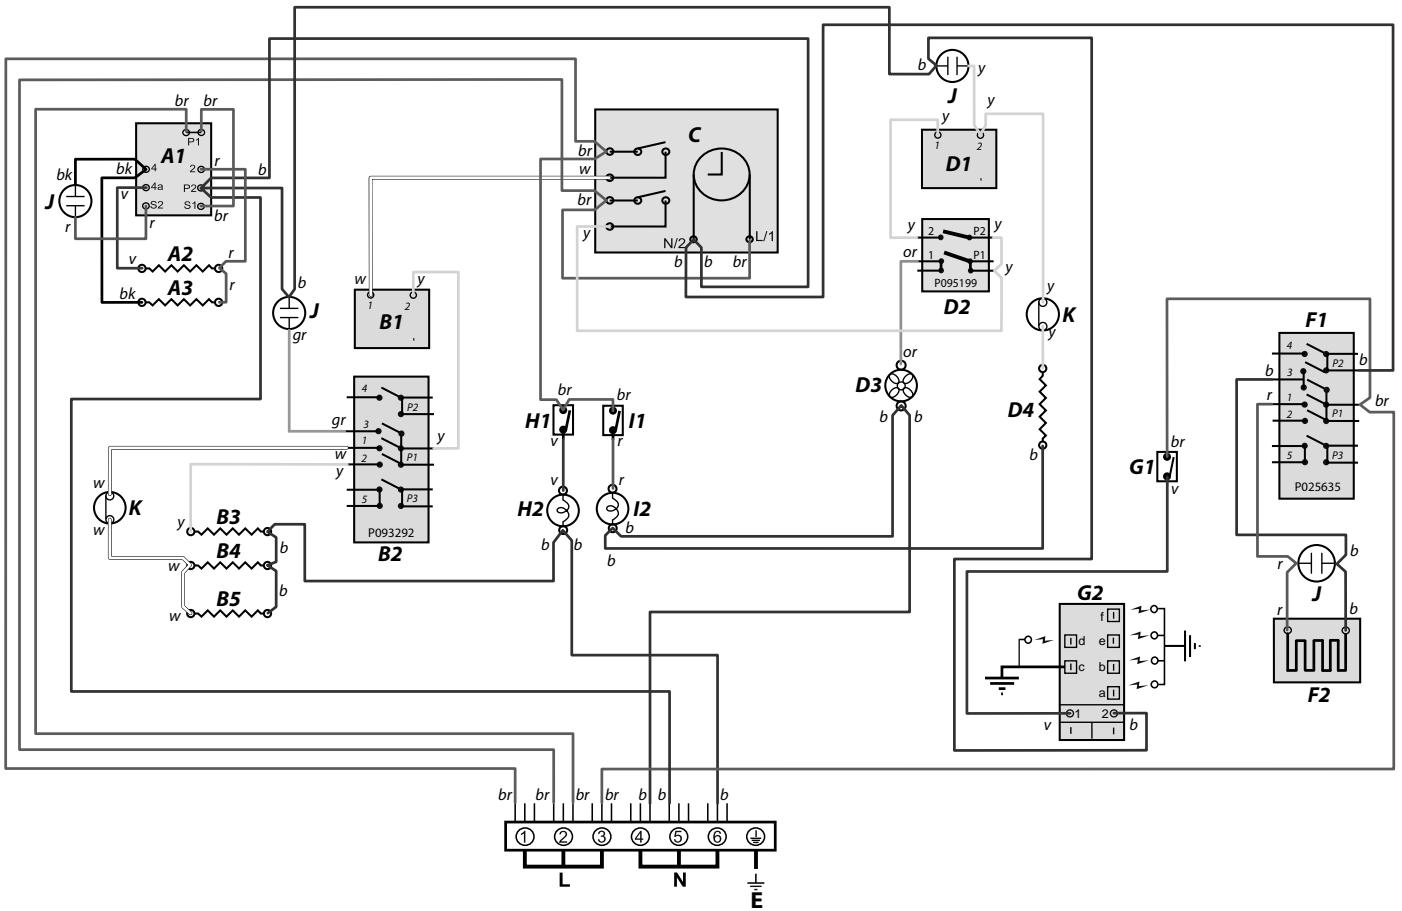 br br
P1
A1
bk bk 4 2 r b
v 4a P2
J S2 S1 br
r r
v A2 r
bk A3 r
b
J
gr
C
br
w
br
y
N/2 L/1
b b br
b y
J
y y
1 2
D1
y 2 P2 y
or 1 P1 y
P095199
D2
y
K
y
w y
1 2
B1
4 P2
gr 3
w 1 P1 y
y 2
5 P3
P093292
B2
w
K
w
y B3
b
w B4
b
w B5
br br
H1 I1
v r
v r
H2 I2
b b b
b
or
D3
b b
D4
b
F1
4 P2 b
b 3
r 1 P1 br
2
5 P3
P025635
br
G1
v
r b
J
r b
F2
G2
f
d e
c b
a
v 1 2 b
br br br br b b b
1 2 3 4 5 6
L N E